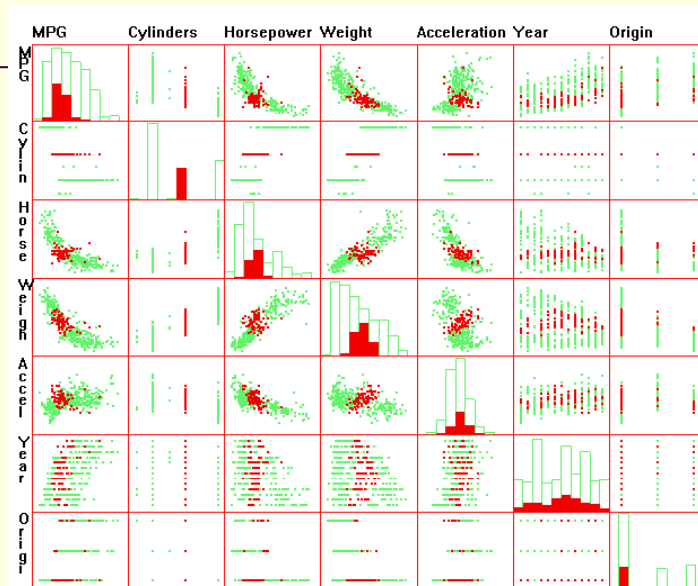 MPG Cylinders Horsepower Weight Acceleration Year Origin
MPG
Cylin
Horse
Weigh
Accel
Year
Origi